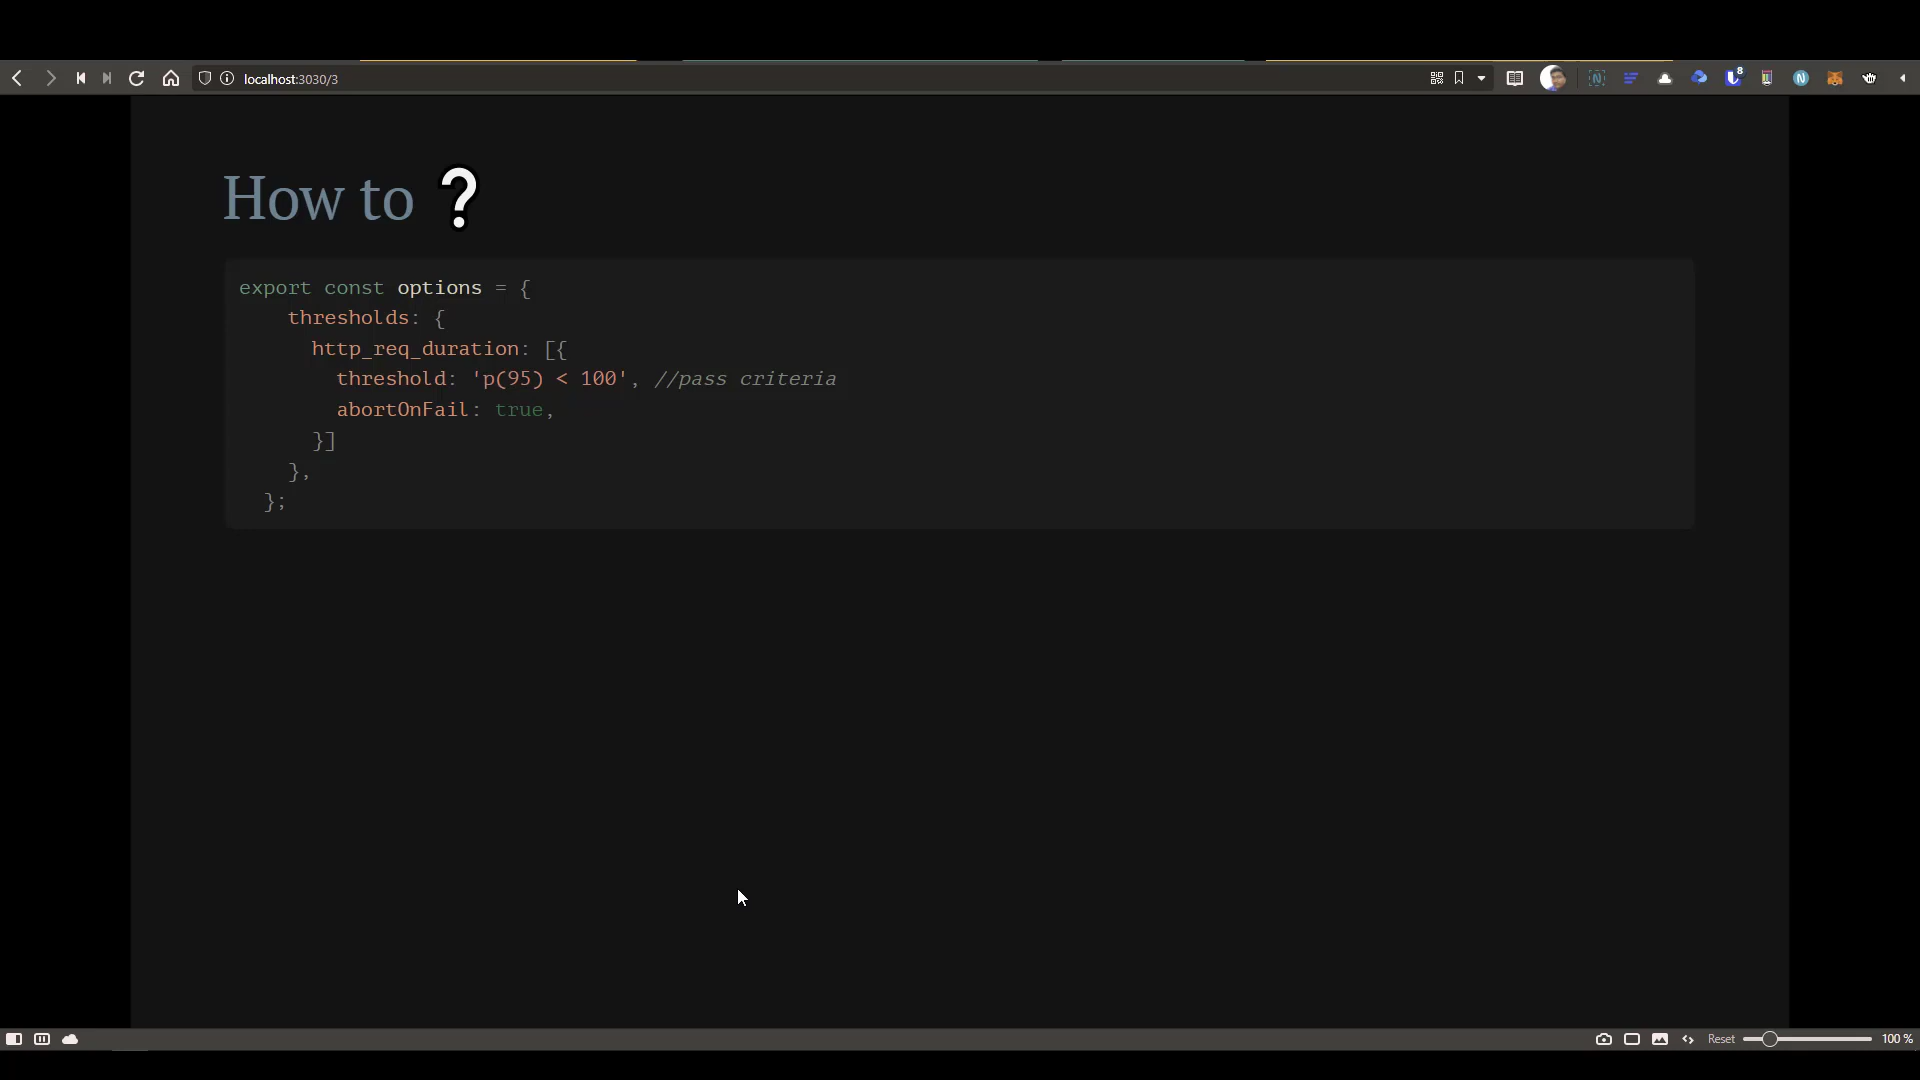 localhost:3030/3
8
How to ?
export const options = {
    thresholds: {
      http_req_duration: [{
        threshold: 'p(95) < 100', //pass criteria
        abortOnFail: true,
      }]
    },
  };
Reset 100 %